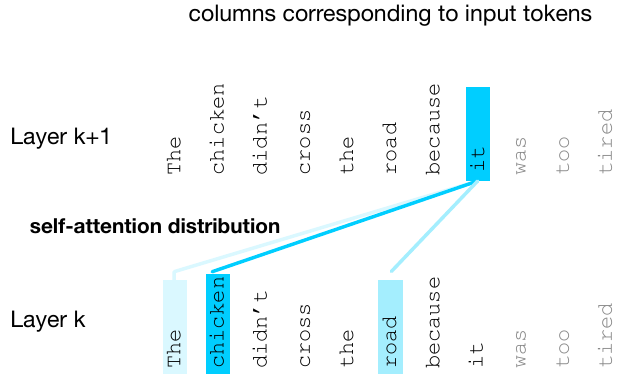 columns corresponding to input tokens
Layer k+1
The chicken didn’t cross the road because it was too tired
self-attention distribution
Layer k
The chicken didn’t cross the road because it was too tired